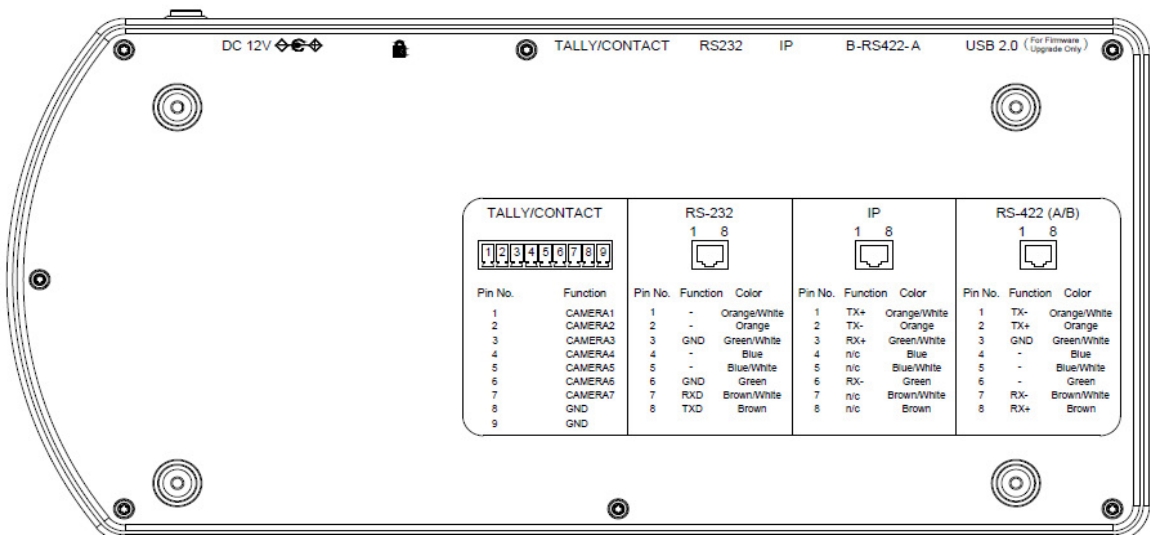 DC 12V TALLY/CONTACT RS232 IP B-RS422-A USB 2.0 (For Firmware Upgrade Only)
TALLY/CONTACT RS-232 IP RS-422 (A/B)
1 8 1 8 1 8
1 2 3 4 5 6 7 8 9
Pin No. Function Pin No. Function Color Pin No. Function Color Pin No. Function Color
1 CAMERA1 1 - Orange/White 1 TX+ Orange/White 1 TX- Orange/White
2 CAMERA2 2 - Orange 2 TX- Orange 2 TX+ Orange
3 CAMERA3 3 GND Green/White 3 RX+ Green/White 3 GND Green/White
4 CAMERA4 4 - Blue 4 n/c Blue 4 - Blue
5 CAMERA5 5 - Blue/White 5 n/c Blue/White 5 - Blue/White
6 CAMERA6 6 GND Green 6 RX- Green 6 - Green
7 CAMERA7 7 RXD Brown/White 7 n/c Brown/White 7 RX- Brown/White
8 GND 8 TXD Brown 8 n/c Brown 8 RX+ Brown
9 GND